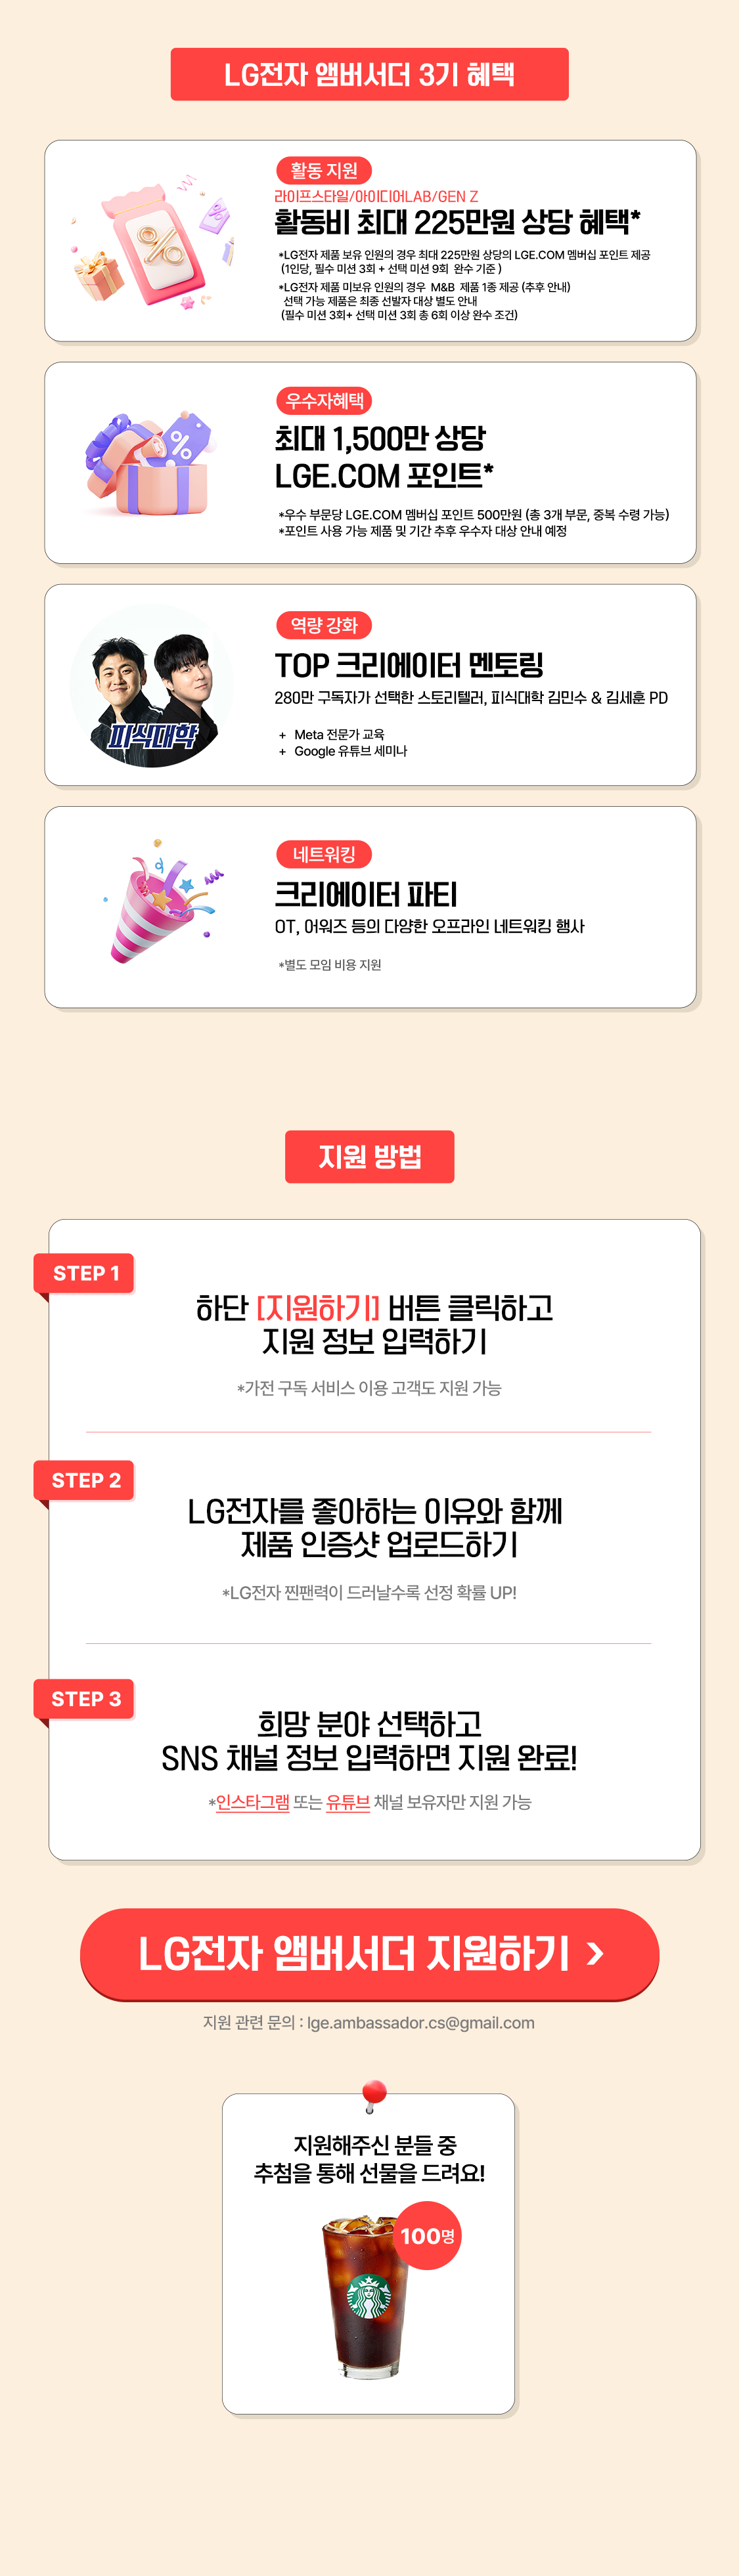 LG전자 앰버서더 3기 혜택
활동 지원
라이프스타일/아이디어LAB/GEN Z
활동비 최대 225만원 상당 혜택*
*LG전자 제품 보유 인원의 경우 최대 225만원 상당의 LGE.COM 멤버십 포인트 제공
(1인당, 필수 미션 3회 + 선택 미션 9회 완수 기준 )
*LG전자 제품 미보유 인원의 경우 M&B 제품 1종 제공 (추후 안내)
선택 가능 제품은 최종 선발자 대상 별도 안내
(필수 미션 3회+ 선택 미션 3회 총 6회 이상 완수 조건)
우수자혜택
최대 1,500만 상당
LGE.COM 포인트*
*우수 부문당 LGE.COM 멤버십 포인트 500만원 (총 3개 부문, 중복 수령 가능)
*포인트 사용 가능 제품 및 기간 추후 우수자 대상 안내 예정
피식대학
역량 강화
TOP 크리에이터 멘토링
280만 구독자가 선택한 스토리텔러, 피식대학 김민수 & 김세훈 PD
+ Meta 전문가 교육
+ Google 유튜브 세미나
네트워킹
크리에이터 파티
OT, 어워즈 등의 다양한 오프라인 네트워킹 행사
*별도 모임 비용 지원
지원 방법
STEP 1
하단 [지원하기] 버튼 클릭하고
지원 정보 입력하기
*가전 구독 서비스 이용 고객도 지원 가능
STEP 2
LG전자를 좋아하는 이유와 함께
제품 인증샷 업로드하기
*LG전자 찐팬력이 드러날수록 선정 확률 UP!
STEP 3
희망 분야 선택하고
SNS 채널 정보 입력하면 지원 완료!
*인스타그램 또는 유튜브 채널 보유자만 지원 가능
LG전자 앰버서더 지원하기 >
지원 관련 문의 : lge.ambassador.cs@gmail.com
지원해주신 분들 중
추첨을 통해 선물을 드려요!
100명